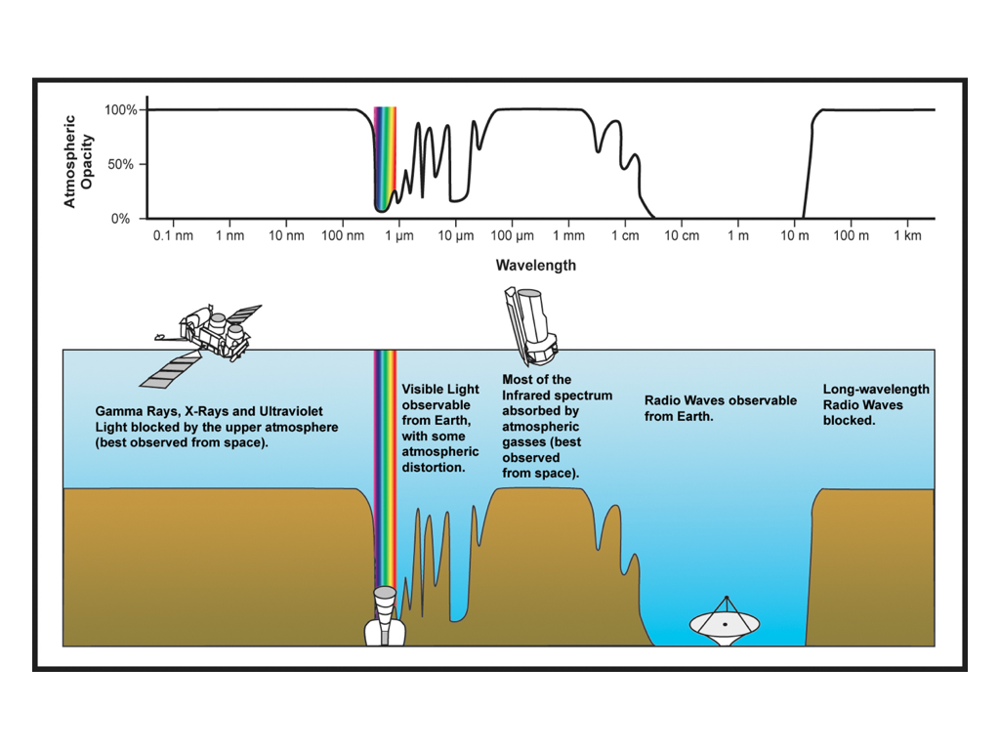 Atmospheric
Opacity
100%
50%
0%
0.1 nm 1 nm 10 nm 100 nm 1 µm 10 µm 100 µm 1 mm 1 cm 10 cm 1 m 10 m 100 m 1 km
Wavelength
Gamma Rays, X-Rays and Ultraviolet
Light blocked by the upper atmosphere
(best observed from space).
Visible Light
observable
from Earth,
with some
atmospheric
distortion.
Most of the
Infrared spectrum
absorbed by
atmospheric
gasses (best
observed
from space).
Radio Waves observable
from Earth.
Long-wavelength
Radio Waves
blocked.